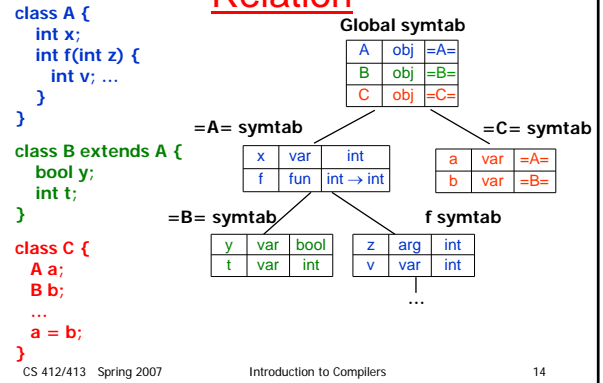 Relation
class A {
int x;
int f(int z) {
int v; ...
}
}
class B extends A {
bool y;
int t;
}
class C {
A a;
B b;
...
a = b;
}
Global symtab
A obj =A=
B obj =B=
C obj =C=
=A= symtab
x var int
f fun int → int
=C= symtab
a var =A=
b var =B=
=B= symtab
y var bool
t var int
f symtab
z arg int
v var int
...
CS 412/413 Spring 2007 Introduction to Compilers 14